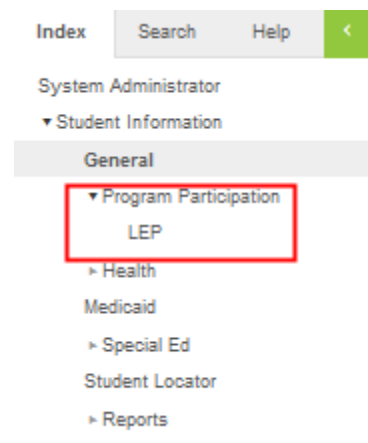 Index Search Help
System Administrator
Student Information
General
Program Participation
LEP
Health
Medicaid
Special Ed
Student Locator
Reports